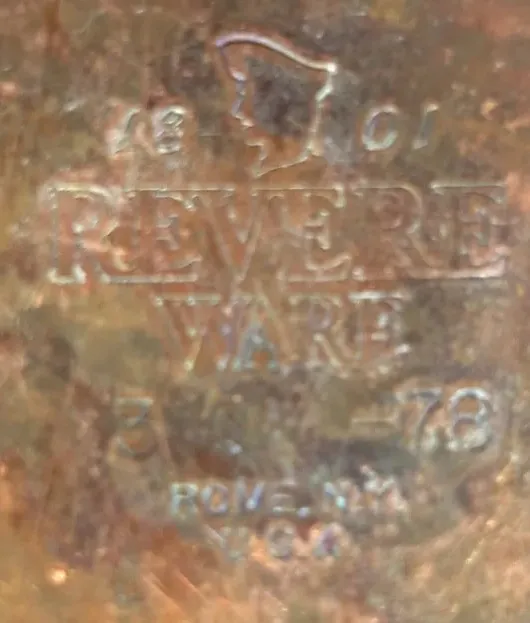 18 01
REVERE
WARE
3 -78
ROME, N.Y.
U.S.A